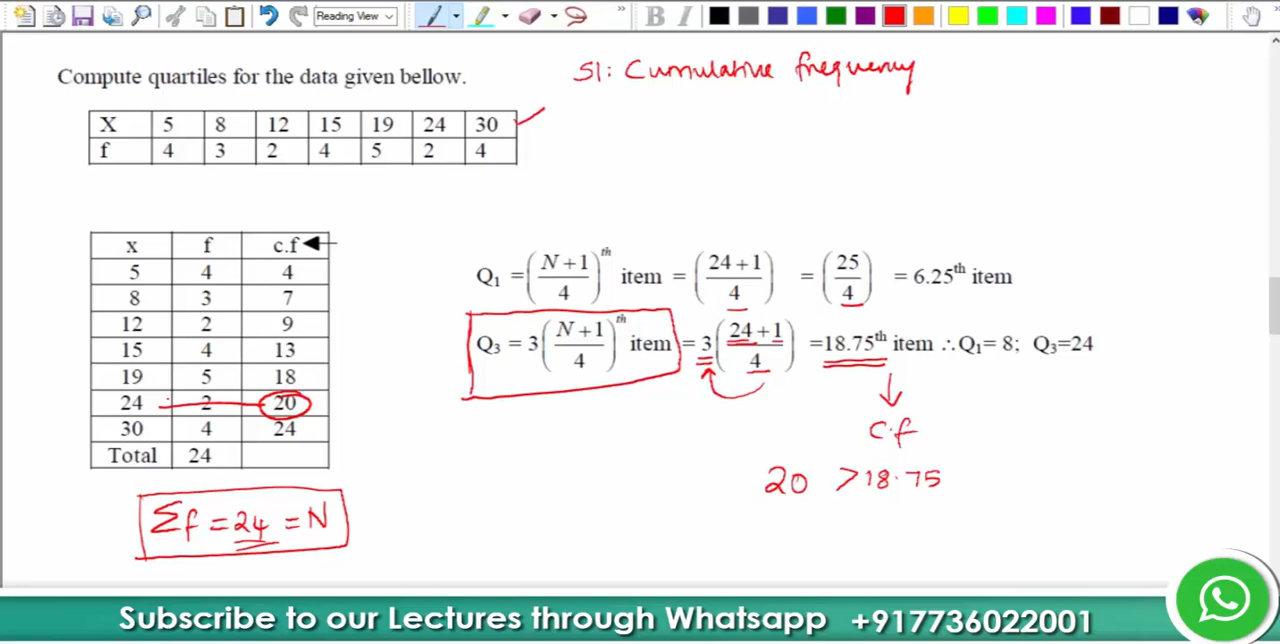 Reading View
Compute quartiles for the data given bellow.
S1: Cumulative frequency
X 5 8 12 15 19 24 30
f 4 3 2 4 5 2 4
x f c.f
5 4 4
8 3 7
12 2 9
15 4 13
19 5 18
24 2 20
30 4 24
Total 24
Σf = 24 = N
Q₁ = (N+1/4)ᵗʰ item = (24+1/4) = (25/4) = 6.25ᵗʰ item
Q₃ = 3(N+1/4)ᵗʰ item = 3(24+1/4) =18.75ᵗʰ item ∴Q₁= 8; Q₃=24
c.f
20 >18.75
Subscribe to our Lectures through Whatsapp +917736022001